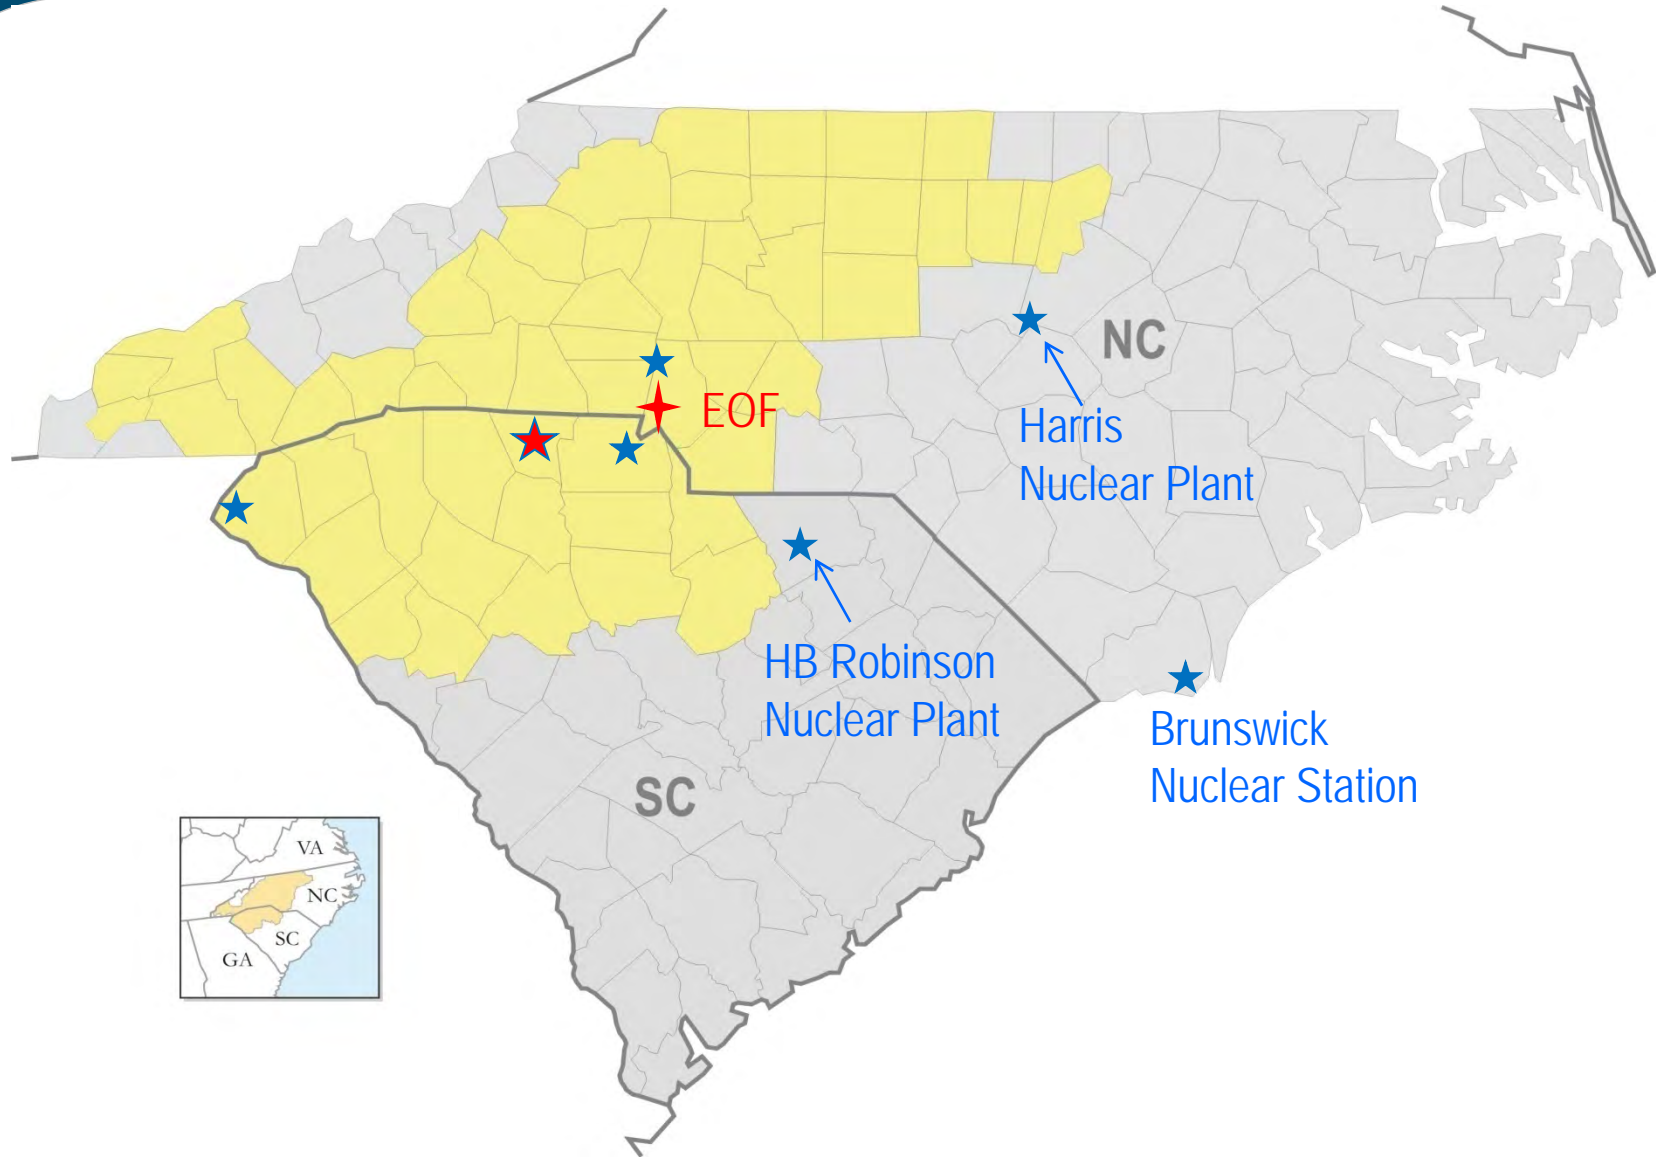 NC
EOF
Harris
Nuclear Plant
HB Robinson
Nuclear Plant
Brunswick
Nuclear Station
SC
VA
NC
SC
GA